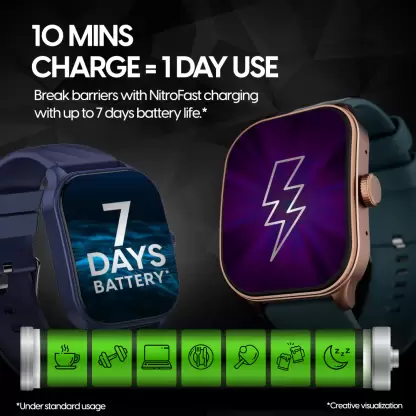 10 MINS
CHARGE = 1 DAY USE
Break barriers with NitroFast charging
with up to 7 days battery life.*
7
DAYS
BATTERY*
zzz
*Under standard usage
*Creative visualization